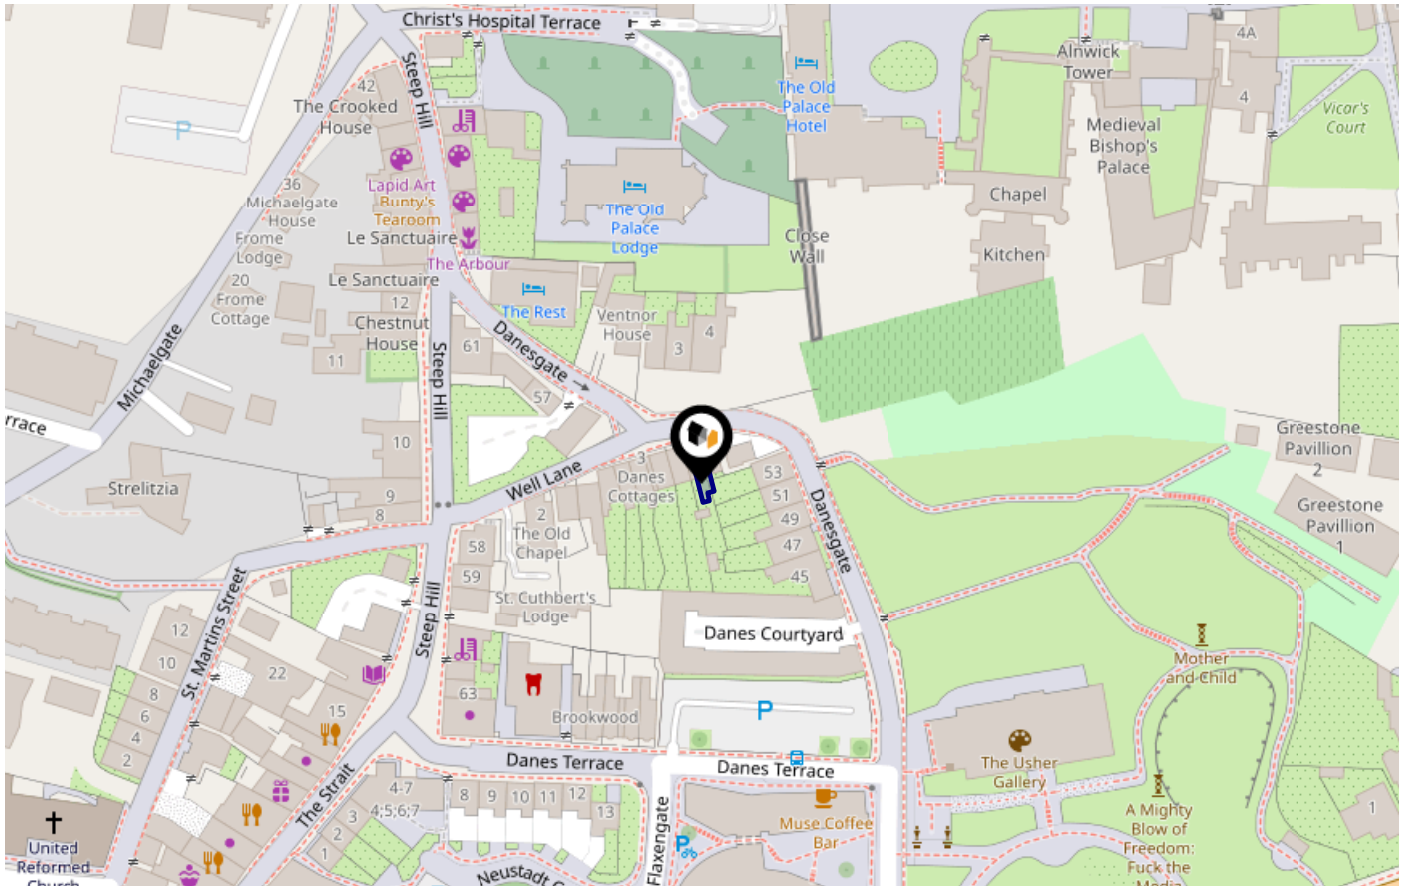 Christ's Hospital Terrace
Steep Hill
42
The Crooked
House
P
Lapid Art
Bunty's
Tearoom
36
Michaelgate
House
Le Sanctuaire
The Arbour
Frome
Lodge
20
Frome
Cottage
Le Sanctuaire
12
Chestnut
House
11
Michaelgate
The Old
Palace
Hotel
The Old
Palace
Lodge
Close
Wall
Alnwick
Tower
4A
4
Medieval
Bishop's
Palace
Vicar's
Court
Chapel
Kitchen
The Rest
Ventnor
House
4
3
61
Danesgate
Steep Hill
57
10
9
8
Strelitzia
Well Lane
3
Danes
Cottages
2
The Old
Chapel
58
59
St. Cuthbert's
Lodge
53
51
49
47
45
Danesgate
Greestone
Pavillion
2
Greestone
Pavillion
1
Danes Courtyard
Mother
and Child
St. Martins Street
Steep Hill
12
10
8
6
4
2
22
15
63
Brookwood
P
Danes Terrace
Danes Terrace
The Usher
Gallery
The Strait
4-7
4;5;6;7
8
9
10
11
12
13
3
2
1
Flaxengate
Muse Coffee
Bar
P
A Mighty
Blow of
Freedom:
Fuck the
Media
1
United
Reformed
Church